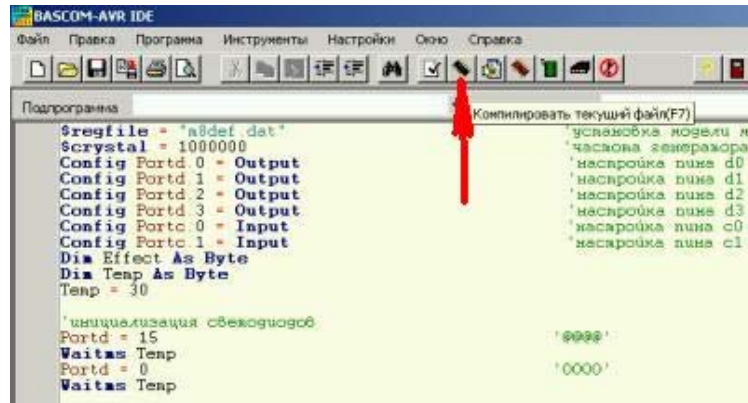 BASCOM-AVR IDE
Файл Правка Программа Инструменты Настройки Окно Справка
Подпрограмма
Компилировать текущий файл(F7)
$regfile = "m8def.dat" 'установка модели м
$crystal = 1000000 'частота генератора
Config Portd.0 = Output 'настройка пина d0
Config Portd.1 = Output 'настройка пина d1
Config Portd.2 = Output 'настройка пина d2
Config Portd.3 = Output 'настройка пина d3
Config Portc.0 = Input 'настройка пина c0
Config Portc.1 = Input 'настройка пина c1
Dim Effect As Byte
Dim Temp As Byte
Temp = 30
'инициализация светодиодов
Portd = 15 '@@@@'
Waitms Temp
Portd = 0 'OOOO'
Waitms Temp